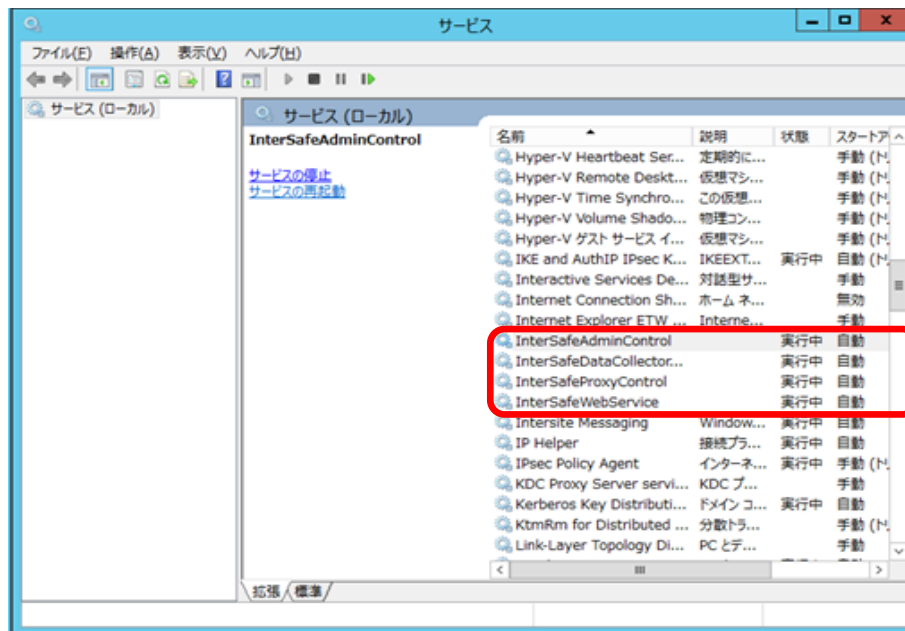 サービス
ファイル(F) 操作(A) 表示(V) ヘルプ(H)
サービス (ローカル)
サービス (ローカル)
InterSafeAdminControl
サービスの停止
サービスの再起動
名前 説明 状態 スタートア
Hyper-V Heartbeat Ser... 定期的に... 手動 (ト
Hyper-V Remote Deskt... 仮想マシ... 手動 (ト
Hyper-V Time Synchro... この仮想... 手動 (ト
Hyper-V Volume Shado... 物理コン... 手動 (ト
Hyper-V ゲスト サービス イ... 仮想マシ... 手動 (ト
IKE and AuthIP IPsec K... IKEEXT... 実行中 自動 (ト
Interactive Services De... 対話型サ... 手動
Internet Connection Sh... ホーム ネ... 無効
Internet Explorer ETW ... Interne... 手動
InterSafeAdminControl 実行中 自動
InterSafeDataCollector... 実行中 自動
InterSafeProxyControl 実行中 自動
InterSafeWebService 実行中 自動
Intersite Messaging Window... 実行中 自動
IP Helper 接続プラ... 実行中 自動
IPsec Policy Agent インターネ... 実行中 手動 (ト
KDC Proxy Server servi... KDC プ... 手動
Kerberos Key Distributi... ドメイン コ... 実行中 自動
KtmRm for Distributed ... 分散トラ... 手動 (ト
Link-Layer Topology Di... PC とデ... 手動
拡張 標準